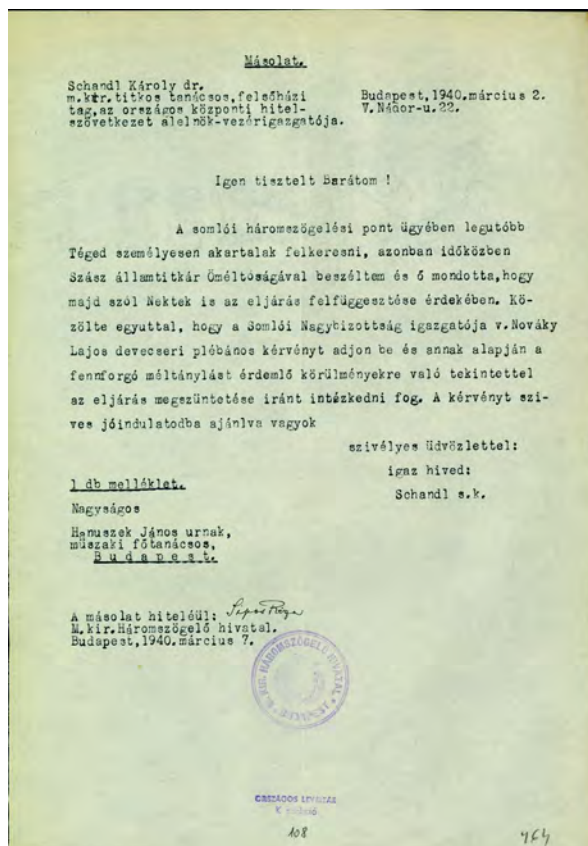 Másolat.
Schandl Károly dr.
m.kir.titkos tanácsos,felsőházi
tag,az országos központi hitel-
szövetkezet alelnök-vezérigazgatója.
Budapest,1940.március 2.
V.Nádor-u.22.
Igen tisztelt Barátom !
A somlói háromszögelési pont ügyében legutóbb
Téged személyesen akartalak felkeresni, azonban időközben
Szász államtitkár Őméltóságával beszéltem és ő mondotta,hogy
majd szól Nektek is az eljárás felfüggesztése érdekében. Kö-
zölte egyuttal, hogy a Somlói Nagybizottság igazgatója v.Nováky
Lajos devecseri plébános kérvényt adjon be és annak alapján a
fennforgó méltánylást érdemlő körülményekre való tekintettel
az eljárás megszüntetése iránt intézkedni fog. A kérvényt szi-
ves jóindulatodba ajánlva vagyok
szivélyes üdvözlettel:
igaz hived:
Schandl s.k.
1 db melléklet.
Nagyságos
Hanuszek János urnak,
műszaki főtanácsos,
Budapest.
A másolat hiteléül:
M.kir.Háromszögelő hivatal.
Budapest,1940.március 7.
M. KIR. HÁROMSZÖGELŐ HIVATAL
ORSZÁGOS LEVÉLTÁR
K
108
464